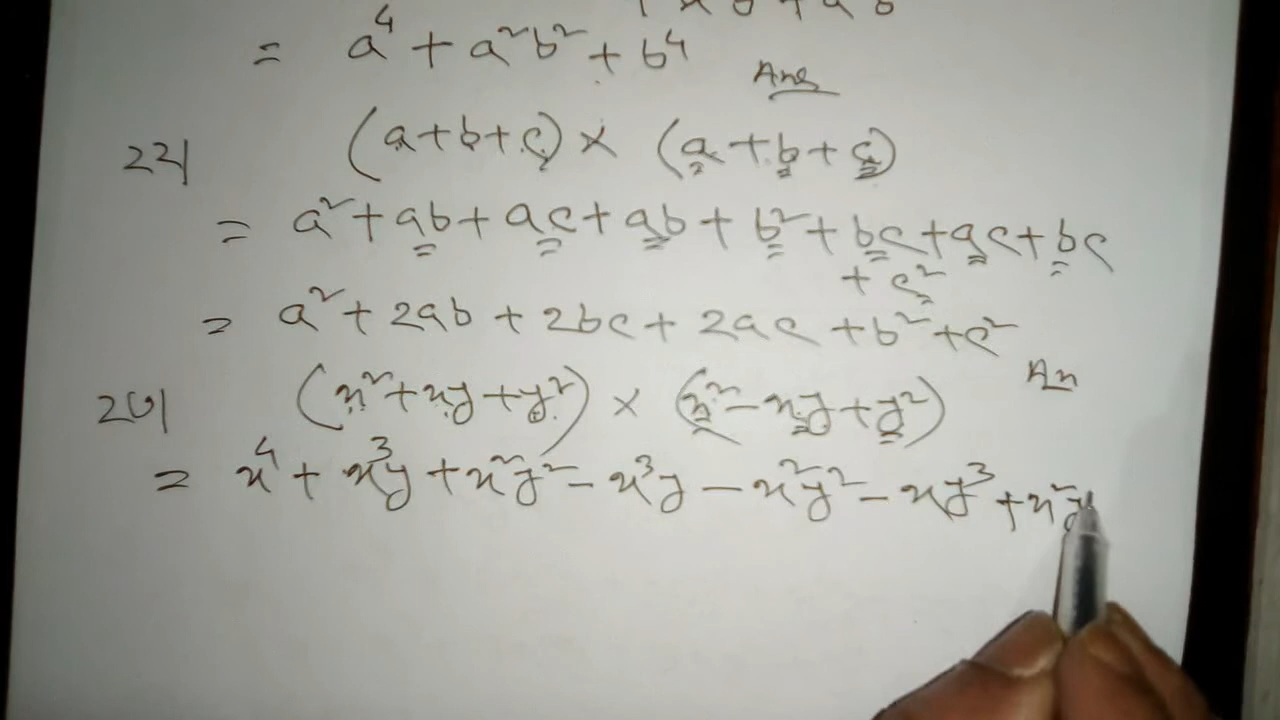 = a⁴ + a²b² + b⁴ Ans
22) (a+b+c) × (a+b+c)
= a² + ab + ac + ab + b² + bc + ac + bc
+ c²
= a² + 2ab + 2bc + 2ac + b² + c²
An
20) (x² + xy + y²) × (x² - xy + y²)
= x⁴ + x³y + x²y² - x³y - x²y² - xy³ + x²y